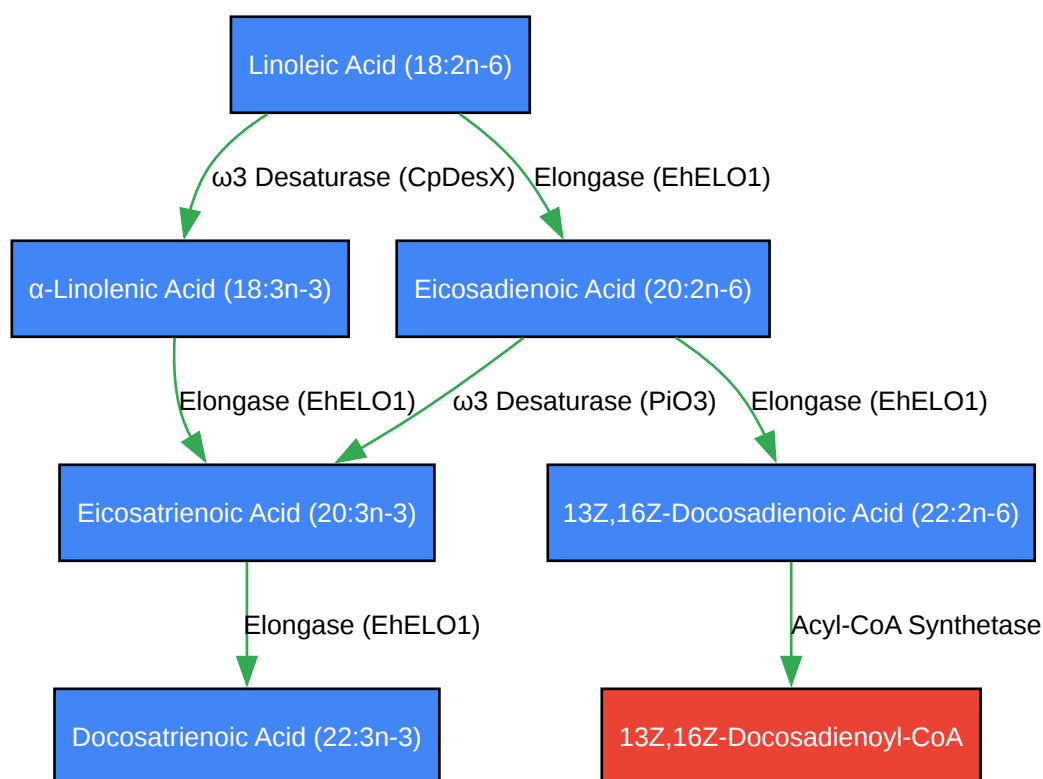 Linoleic Acid (18:2n-6)
ω3 Desaturase (CpDesX)
Elongase (EhELO1)
α-Linolenic Acid (18:3n-3)
Eicosadienoic Acid (20:2n-6)
Elongase (EhELO1)
ω3 Desaturase (PiO3)
Elongase (EhELO1)
Eicosatrienoic Acid (20:3n-3)
13Z,16Z-Docosadienoic Acid (22:2n-6)
Elongase (EhELO1)
Acyl-CoA Synthetase
Docosatrienoic Acid (22:3n-3)
13Z,16Z-Docosadienoyl-CoA